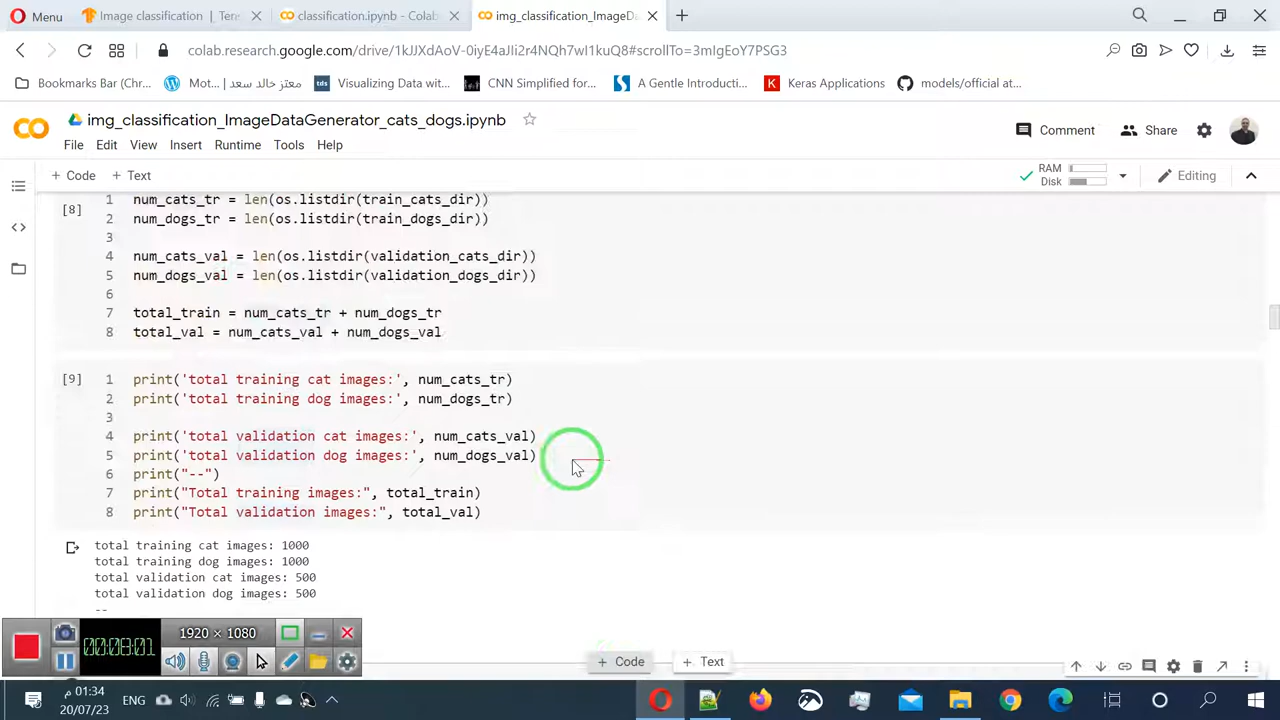 Menu
Image classification | Ten
classification.ipynb - Colab
img_classification_ImageDa
colab.research.google.com/drive/1kJJXdAoV-0iyE4aJIi2r4NQh7wI1kuQ8#scrollTo=3mIgEoY7PSG3
Bookmarks Bar (Chr...
معتز خالد سعد | Mot...
tds Visualizing Data wit...
CNN Simplified for...
A Gentle Introducti...
K Keras Applications
models/official at...
img_classification_ImageDataGenerator_cats_dogs.ipynb
Comment
Share
File Edit View Insert Runtime Tools Help
+ Code + Text
RAM
Disk
Editing
[8]
1 num_cats_tr = len(os.listdir(train_cats_dir))
2 num_dogs_tr = len(os.listdir(train_dogs_dir))
3
4 num_cats_val = len(os.listdir(validation_cats_dir))
5 num_dogs_val = len(os.listdir(validation_dogs_dir))
6
7 total_train = num_cats_tr + num_dogs_tr
8 total_val = num_cats_val + num_dogs_val
[9]
1 print('total training cat images:', num_cats_tr)
2 print('total training dog images:', num_dogs_tr)
3
4 print('total validation cat images:', num_cats_val)
5 print('total validation dog images:', num_dogs_val)
6 print("--")
7 print("Total training images:", total_train)
8 print("Total validation images:", total_val)
total training cat images: 1000
total training dog images: 1000
total validation cat images: 500
total validation dog images: 500
--
1920 × 1080
00:03:01
+ Code + Text
01:34 م
20/07/23
ENG